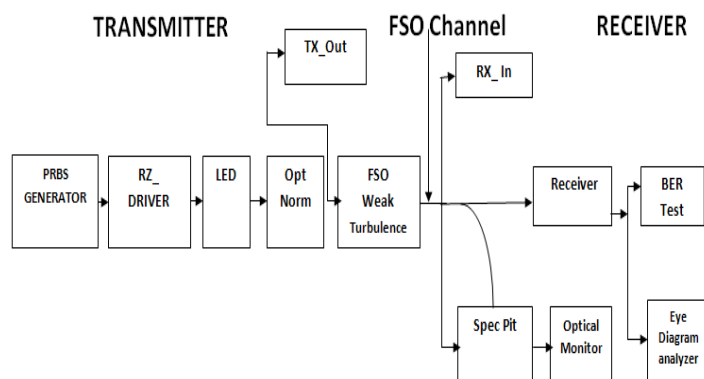 TRANSMITTER
FSO Channel
RECEIVER
TX_Out
RX_ In
PRBS
GENERATOR
RZ_
DRIVER
LED
Opt
Norm
FSO
Weak
Turbulence
Receiver
BER
Test
Spec Pit
Optical
Monitor
Eye
Diagram
analyzer